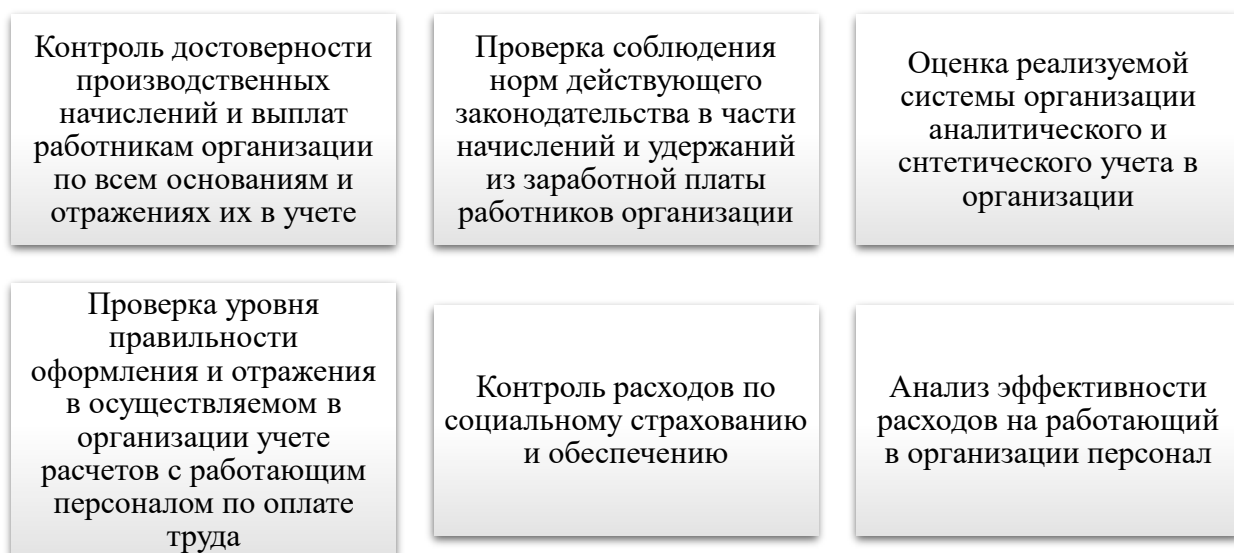 Контроль достоверности
производственных
начислений и выплат
работникам организации
по всем основаниям и
отражениях их в учете
Проверка соблюдения
норм действующего
законодательства в части
начислений и удержаний
из заработной платы
работников организации
Оценка реализуемой
системы организации
аналитического и
снтетического учета в
организации
Проверка уровня
правильности
оформления и отражения
в осуществляемом в
организации учете
расчетов с работающим
персоналом по оплате
труда
Контроль расходов по
социальному страхованию
и обеспечению
Анализ эффективности
расходов на работающий
в организации персонал